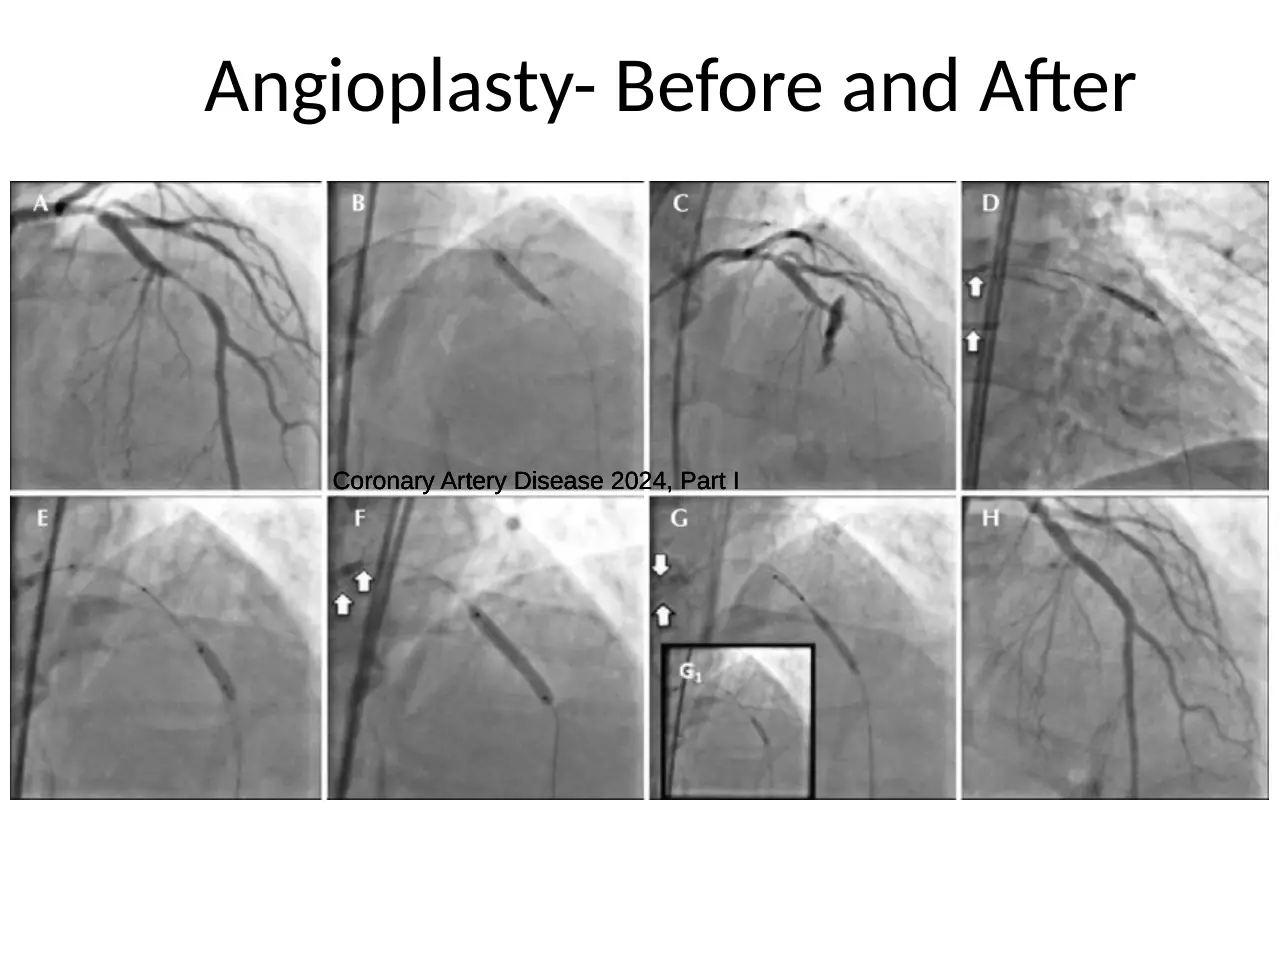 Angioplasty- Before and After
A
B
C
D
Coronary Artery Disease 2024, Part I
E
F
G
H
G1